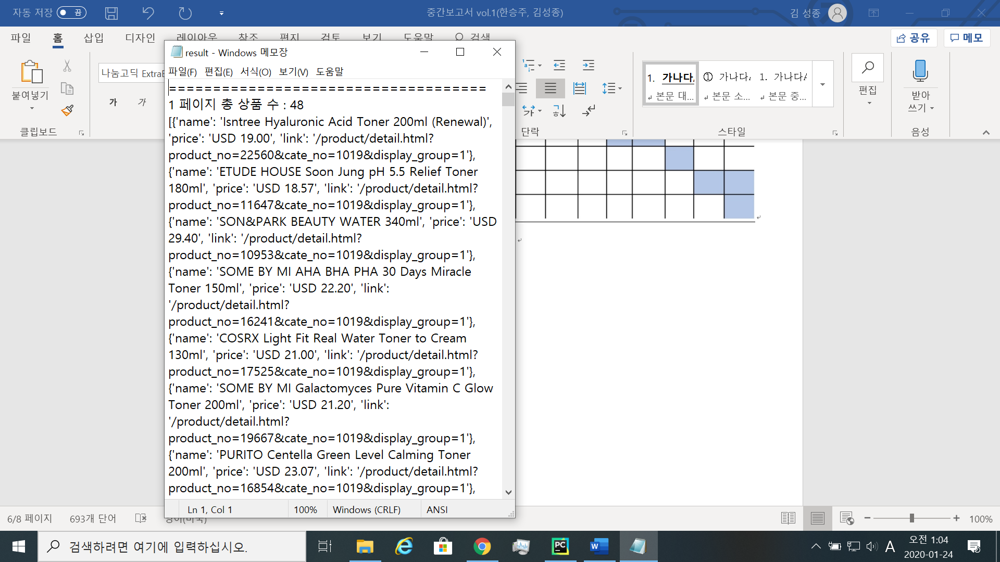 자동 저장 끔
중간보고서 vol.1(한승주, 김성종)
김 성종
파일 홈 삽입 디자인 레이아웃 참조 편지 검토 보기 도움말 검색
공유 메모
붙여넣기
클립보드
나눔고딕
가 가
단락
1. 가나다
본문 대...
① 가나다
본문 소...
1. 가나다
본문 중...
스타일
편집
받아
쓰기
음성
result - Windows 메모장
파일(F) 편집(E) 서식(O) 보기(V) 도움말
====================================
1 페이지 총 상품 수 : 48
[{'name': 'Isntree Hyaluronic Acid Toner 200ml (Renewal)',
'price': 'USD 19.00', 'link': '/product/detail.html?
product_no=22560&cate_no=1019&display_group=1'},
{'name': 'ETUDE HOUSE Soon Jung pH 5.5 Relief Toner
180ml', 'price': 'USD 18.57', 'link': '/product/detail.html?
product_no=11647&cate_no=1019&display_group=1'},
{'name': 'SON&PARK BEAUTY WATER 340ml', 'price': 'USD
29.40', 'link': '/product/detail.html?
product_no=10953&cate_no=1019&display_group=1'},
{'name': 'SOME BY MI AHA BHA PHA 30 Days Miracle
Toner 150ml', 'price': 'USD 22.20', 'link':
'/product/detail.html?
product_no=16241&cate_no=1019&display_group=1'},
{'name': 'COSRX Light Fit Real Water Toner to Cream
130ml', 'price': 'USD 21.00', 'link': '/product/detail.html?
product_no=17525&cate_no=1019&display_group=1'},
{'name': 'SOME BY MI Galactomyces Pure Vitamin C Glow
Toner 200ml', 'price': 'USD 21.20', 'link':
'/product/detail.html?
product_no=19667&cate_no=1019&display_group=1'},
{'name': 'PURITO Centella Green Level Calming Toner
200ml', 'price': 'USD 23.07', 'link': '/product/detail.html?
product_no=16854&cate_no=1019&display_group=1'},
Ln 1, Col 1 100% Windows (CRLF) ANSI
6/8 페이지 693개 단어 영어(미국)
100%
검색하려면 여기에 입력하십시오.
PC
W
A
오전 1:04
2020-01-24